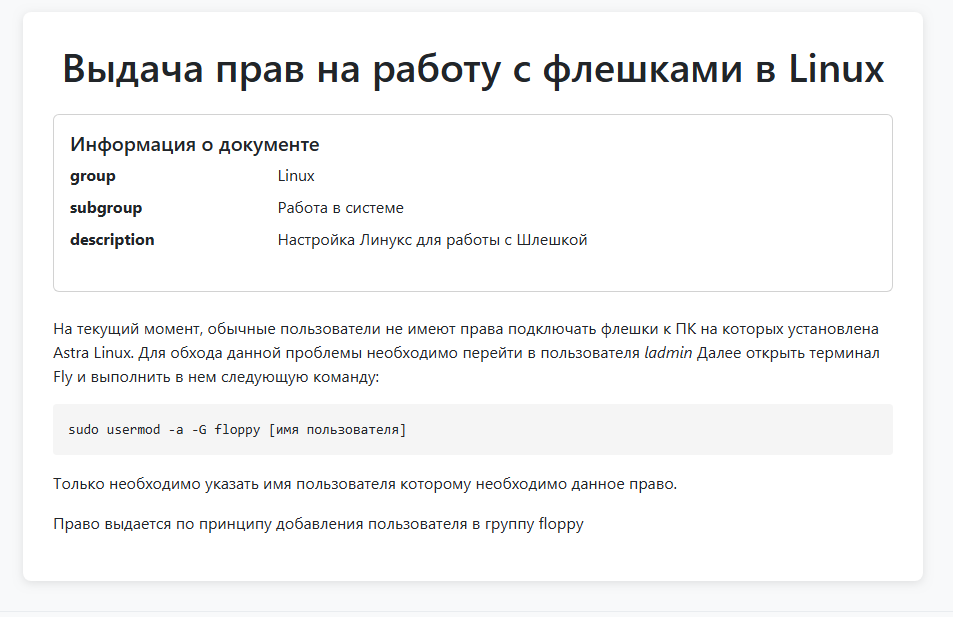 Выдача прав на работу с флешками в Linux
Информация о документе
group Linux
subgroup Работа в системе
description Настройка Линукс для работы с Шлешкой
На текущий момент, обычные пользователи не имеют права подключать флешки к ПК на которых установлена
Astra Linux. Для обхода данной проблемы необходимо перейти в пользователя ladmin Далее открыть терминал
Fly и выполнить в нем следующую команду:
sudo usermod -a -G floppy [имя пользователя]
Только необходимо указать имя пользователя которому необходимо данное право.
Право выдается по принципу добавления пользователя в группу floppy